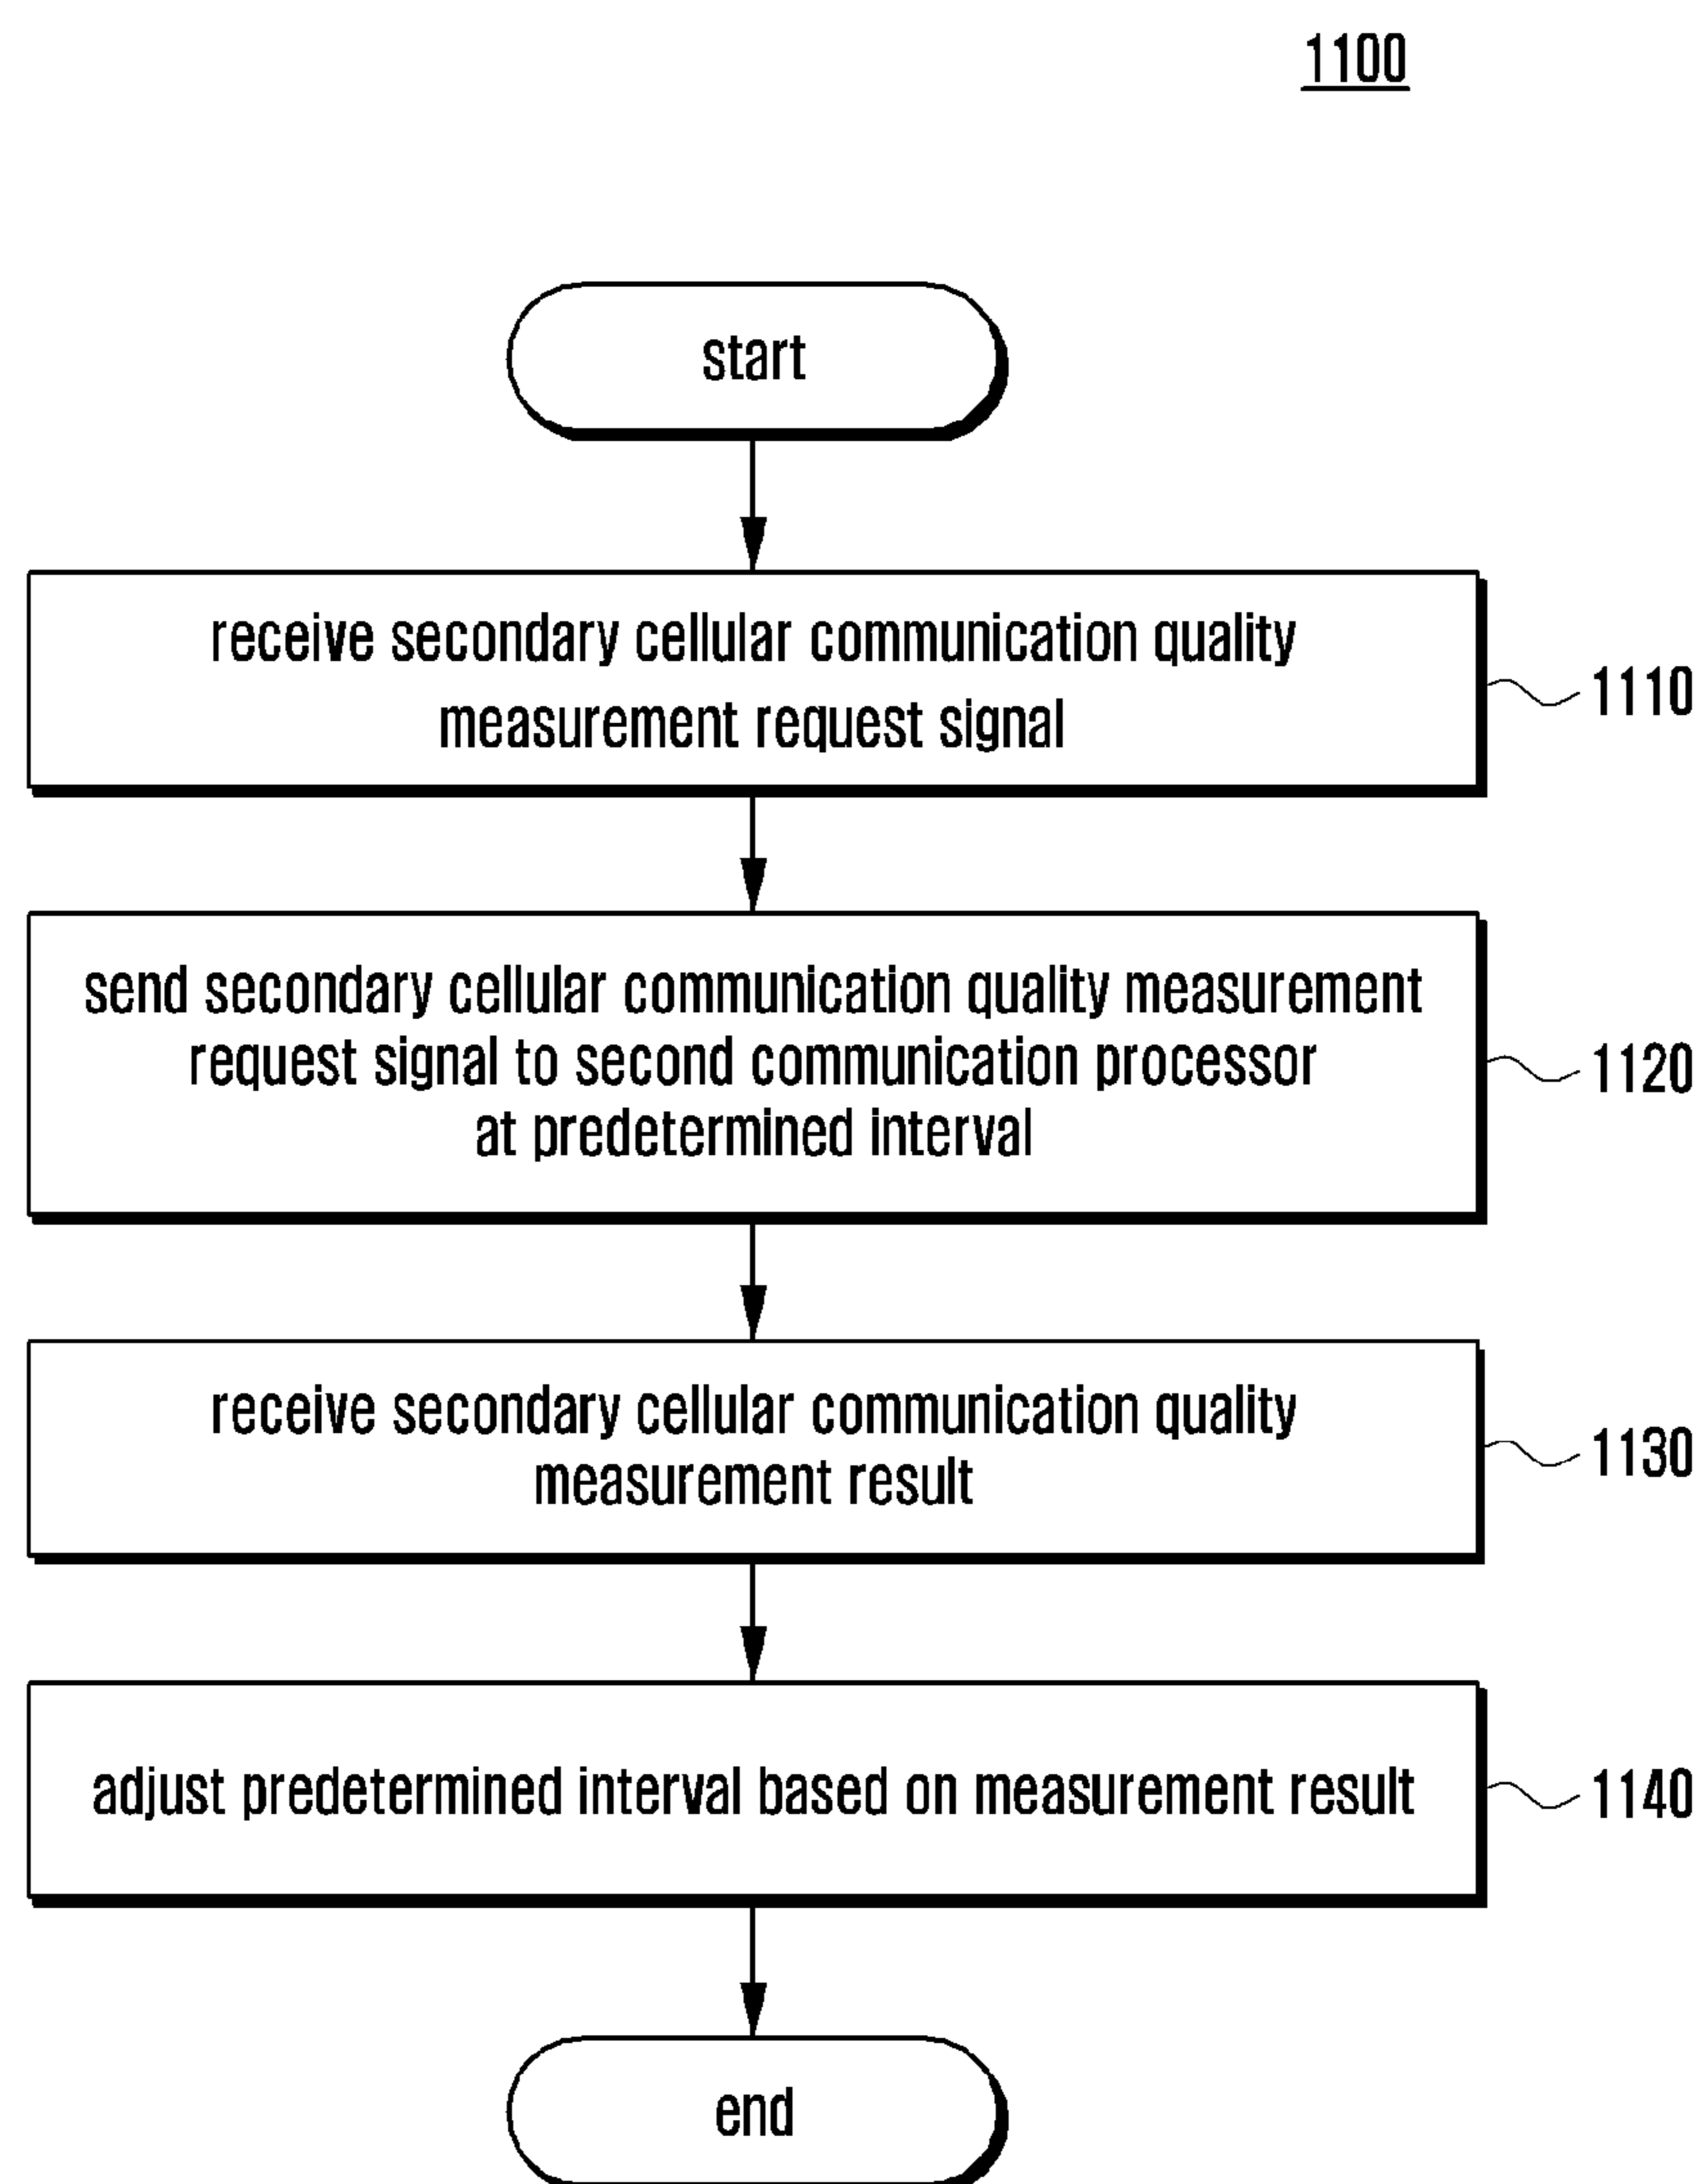 1100
start
receive secondary cellular communication quality
measurement request signal
1110
send secondary cellular communication quality measurement
request signal to second communication processor
at predetermined interval
1120
receive secondary cellular communication quality
measurement result
1130
adjust predetermined interval based on measurement result
1140
end